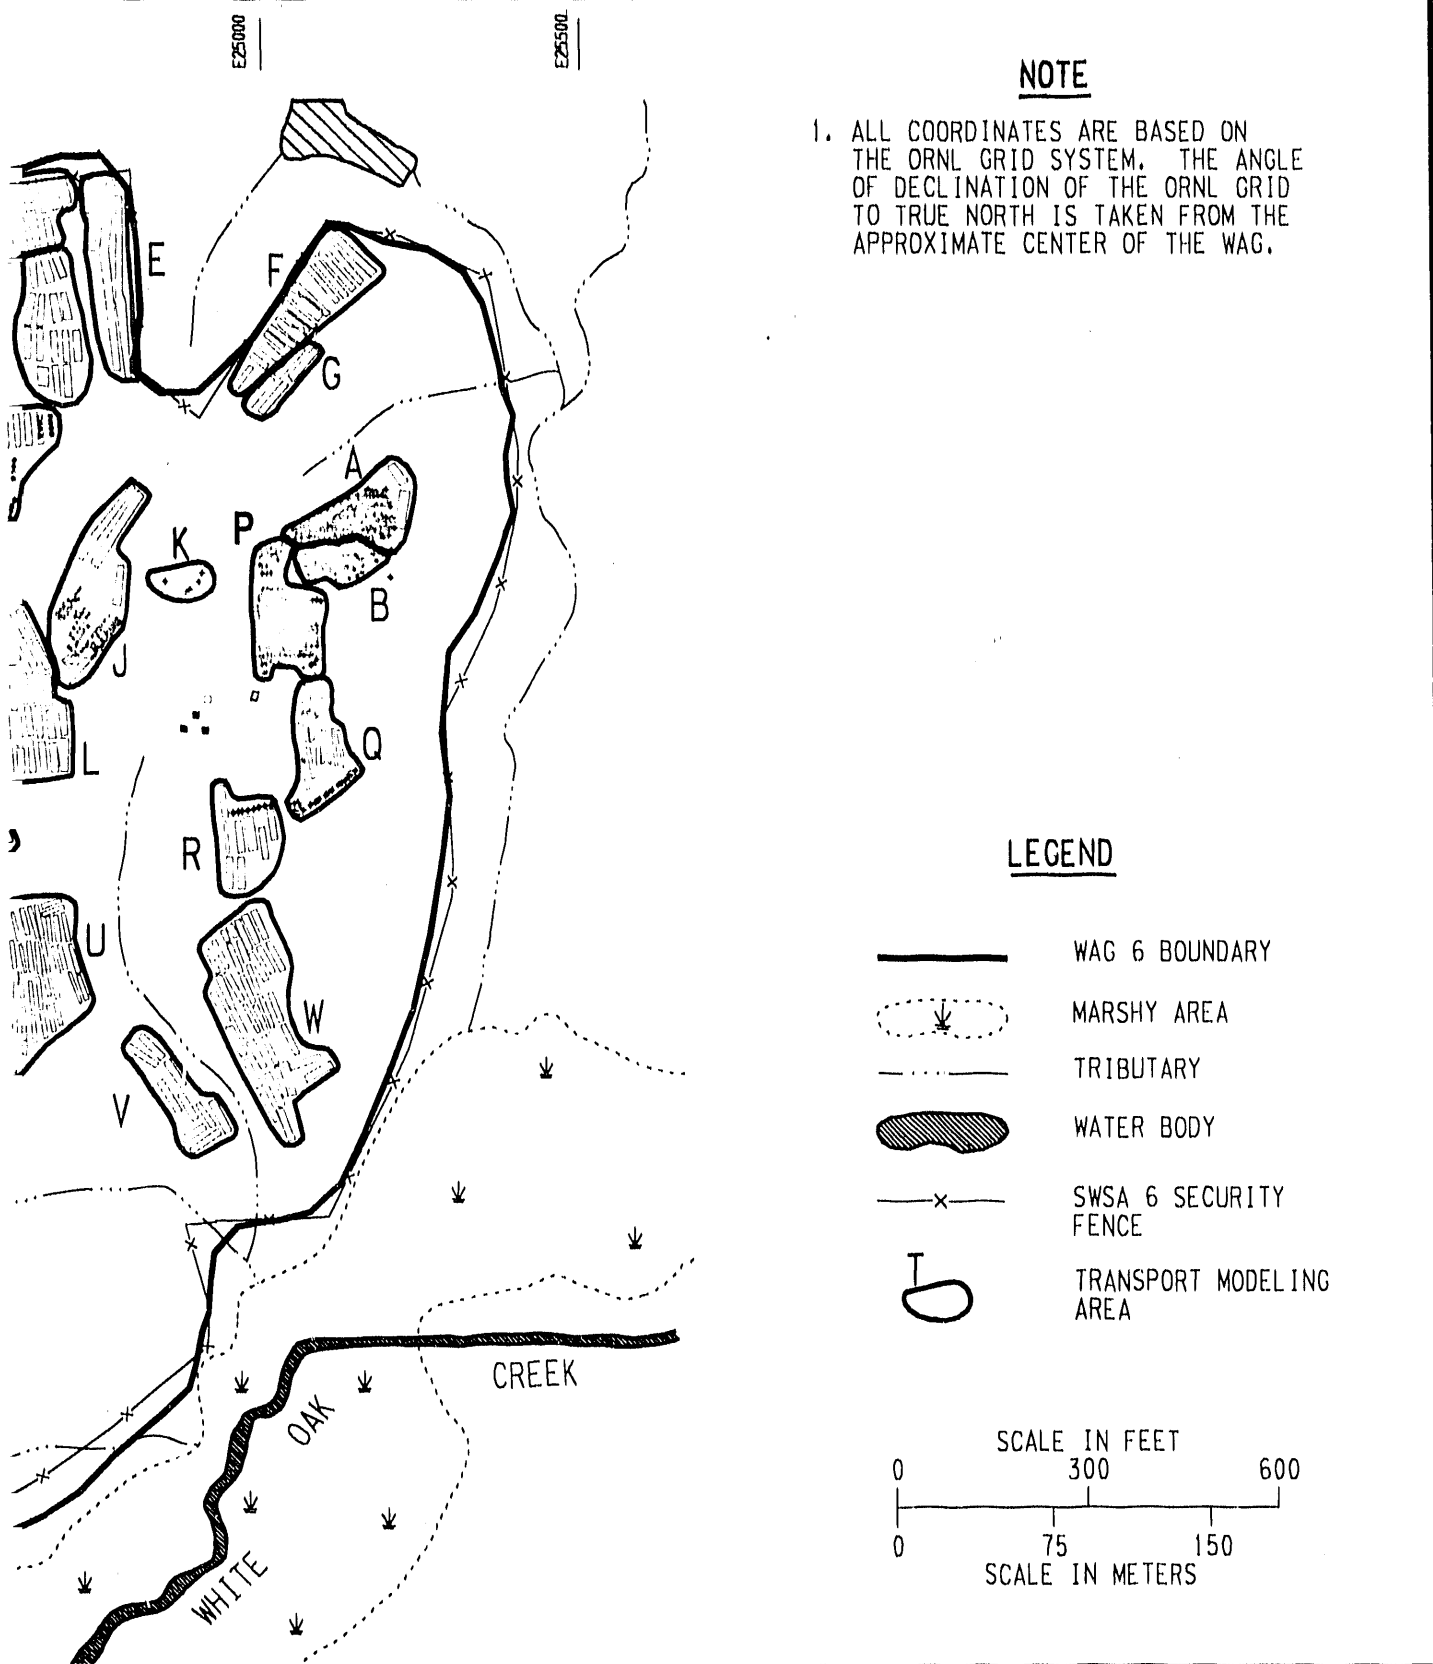 E25000
E25500
NOTE
1. ALL COORDINATES ARE BASED ON
THE ORNL GRID SYSTEM. THE ANGLE
OF DECLINATION OF THE ORNL GRID
TO TRUE NORTH IS TAKEN FROM THE
APPROXIMATE CENTER OF THE WAG.
E
F
G
A
P
K
B
J
Q
L
R
U
W
V
CREEK
OAK
WHITE
LEGEND
WAG 6 BOUNDARY
MARSHY AREA
TRIBUTARY
WATER BODY
SWSA 6 SECURITY
FENCE
T
TRANSPORT MODELING
AREA
SCALE IN FEET
0 300 600
0 75 150
SCALE IN METERS